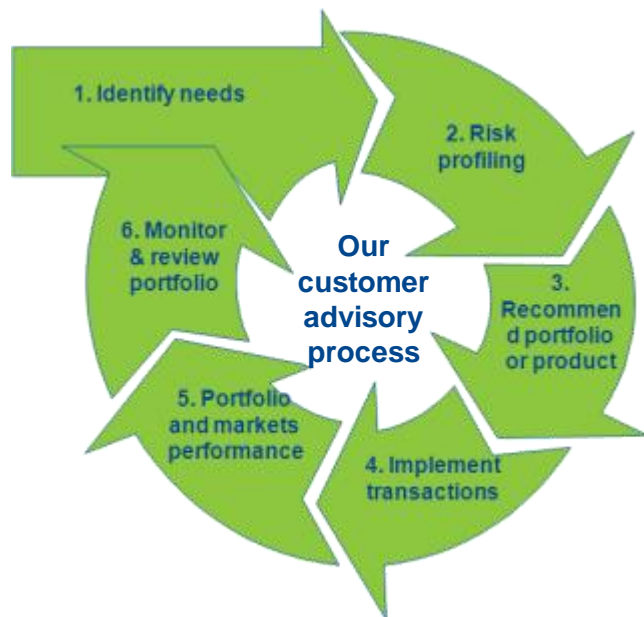 1. Identify needs
2. Risk
profiling
3.
Recommen
d portfolio
or product
4. Implement
transactions
5. Portfolio
and markets
performance
6. Monitor
& review
portfolio
Our
customer
advisory
process